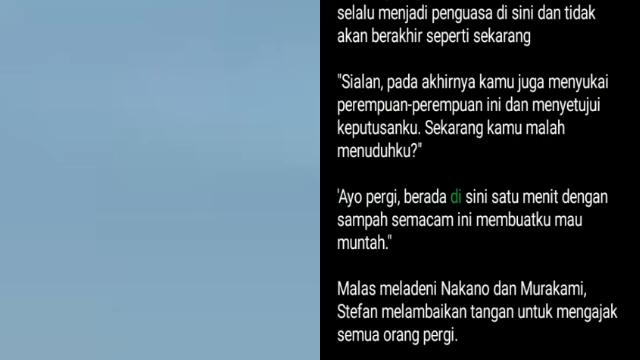 selalu menjadi penguasa di sini dan tidak
akan berakhir seperti sekarang
"Sialan, pada akhirnya kamu juga menyukai
perempuan-perempuan ini dan menyetujui
keputusanku. Sekarang kamu malah
menuduhku?"
'Ayo pergi, berada di sini satu menit dengan
sampah semacam ini membuatku mau
muntah."
Malas meladeni Nakano dan Murakami,
Stefan melambaikan tangan untuk mengajak
semua orang pergi.